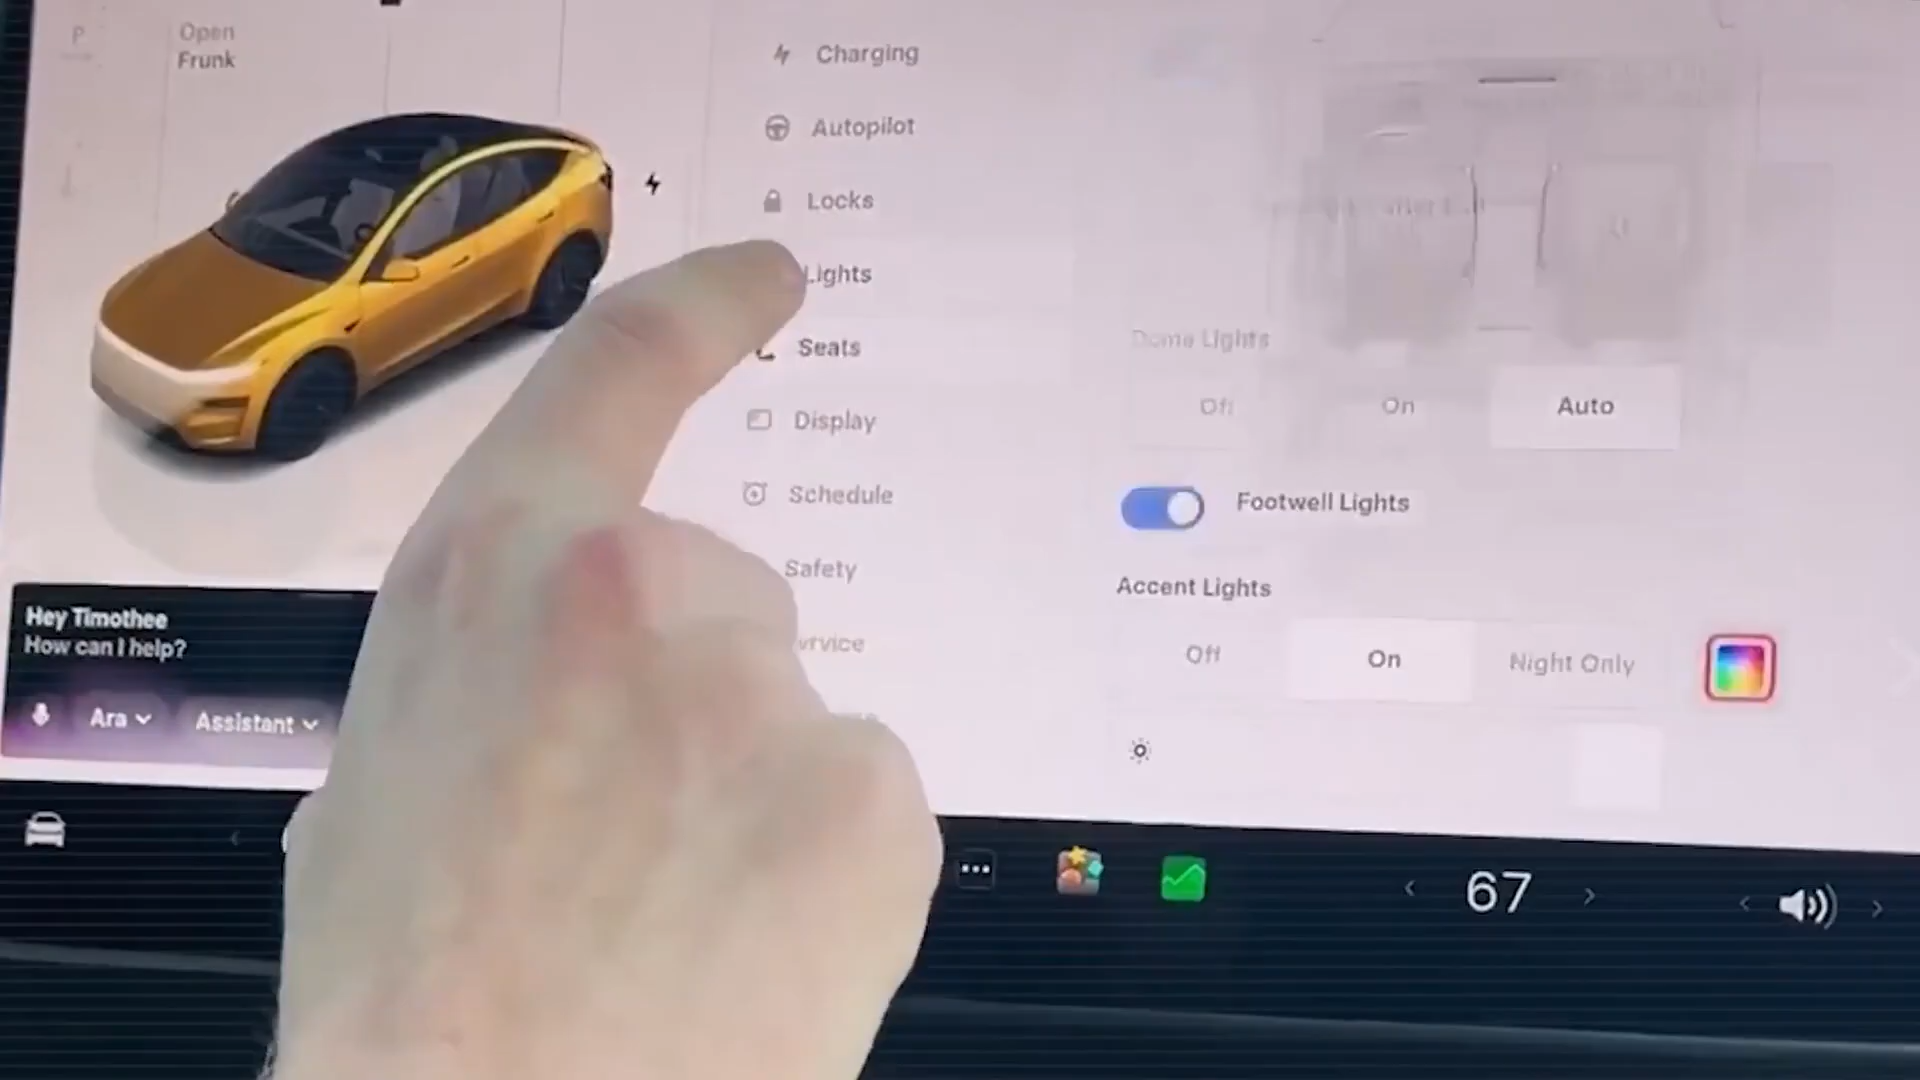 P
Open
Frunk
Charging
Autopilot
Locks
Lights
Seats
Display
Schedule
Safety
Dome Lights
Off
On
Auto
Footwell Lights
Accent Lights
Off
On
Night Only
Hey Timothee
How can I help?
Ara
Assistant
67